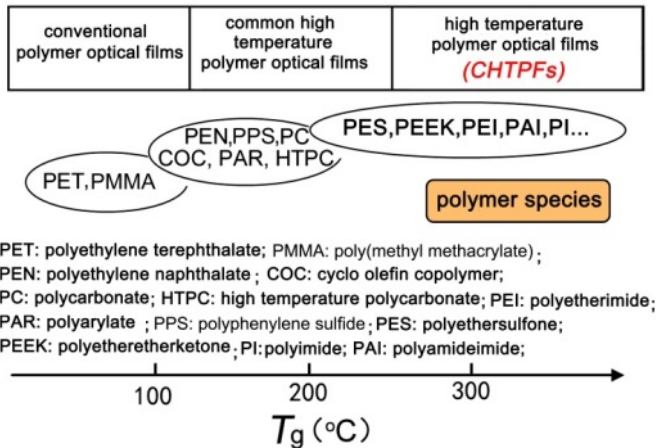 conventional
polymer optical films
common high
temperature
polymer optical films
high temperature
polymer optical films
(CHTPFs)
PET,PMMA
PEN,PPS,PC
COC, PAR, HTPC
PES,PEEK,PEI,PAI,PI...
polymer species
PET: polyethylene terephthalate; PMMA: poly(methyl methacrylate);
PEN: polyethylene naphthalate; COC: cyclo olefin copolymer;
PC: polycarbonate; HTPC: high temperature polycarbonate; PEI: polyetherimide;
PAR: polyarylate ; PPS: polyphenylene sulfide; PES: polyethersulfone;
PEEK: polyetheretherketone; PI:polyimide; PAI: polyamideimide;
100 200 300
Tg (°C)